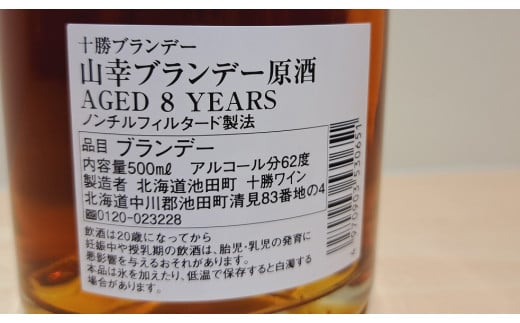 十勝ブランデー
山幸ブランデー原酒
AGED 8 YEARS
ノンチルフィルタード製法
品目 ブランデー
内容量500㎖ アルコール分62度
製造者 北海道池田町 十勝ワイン
北海道中川郡池田町清見83番地の4
0120-023228
飲酒は20歳になってから
妊娠中や授乳期の飲酒は、胎児・乳児の発育に
悪影響を与えるおそれがあります。
本品は氷を加えたり、低温で保存すると白濁する
場合があります。
4970903530651